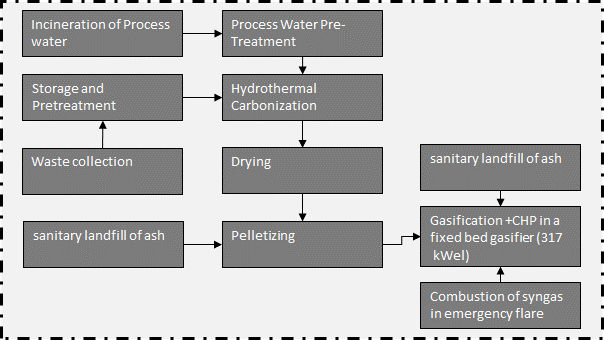 Incineration of Process
water
Process Water Pre-
Treatment
Storage and
Pretreatment
Hydrothermal
Carbonization
Waste collection
Drying
sanitary landfill of ash
sanitary landfill of ash
Pelletizing
Gasification +CHP in a
fixed bed gasifier (317
kWel)
Combustion of syngas
in emergency flare